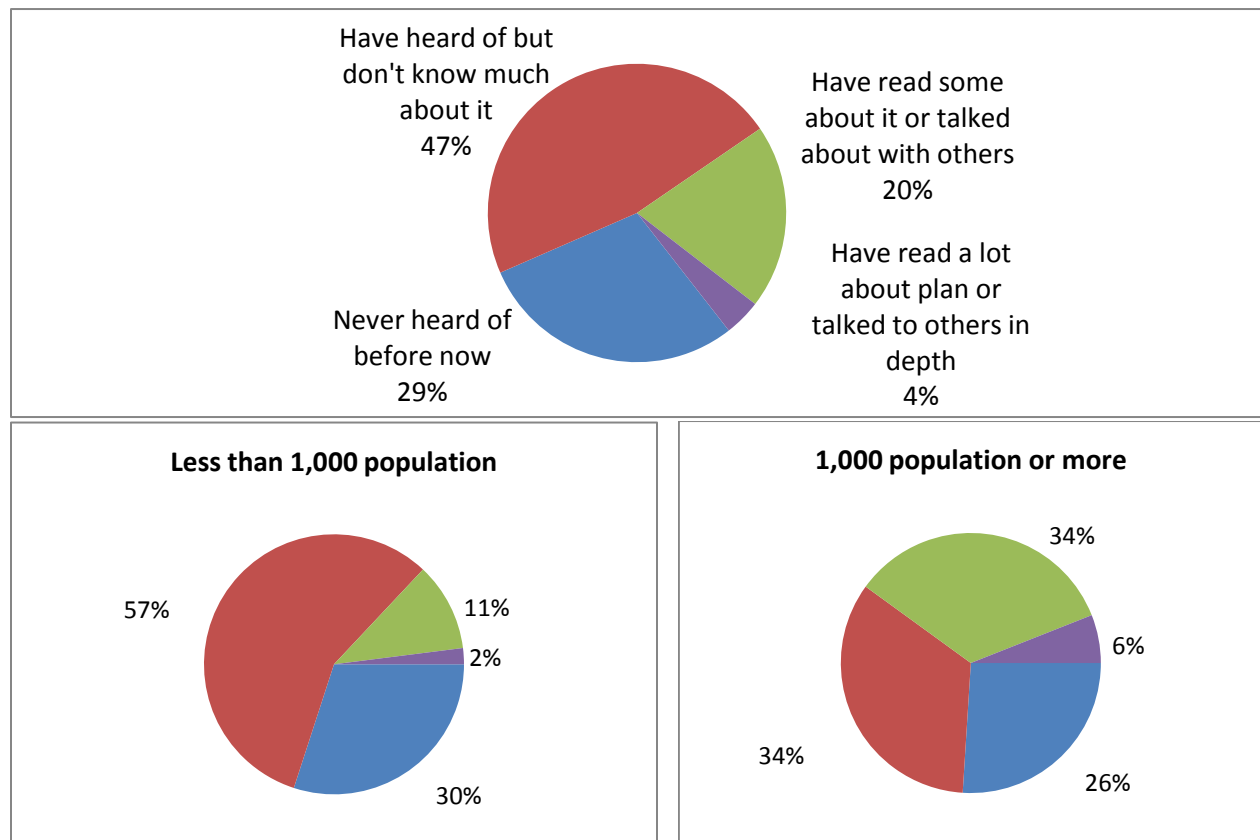 Have heard of but
don't know much
about it
47%
Have read some
about it or talked
about with others
20%
Have read a lot
about plan or
talked to others in
depth
4%
Never heard of
before now
29%
Less than 1,000 population
57%
11%
2%
30%
1,000 population or more
34%
6%
34%
26%